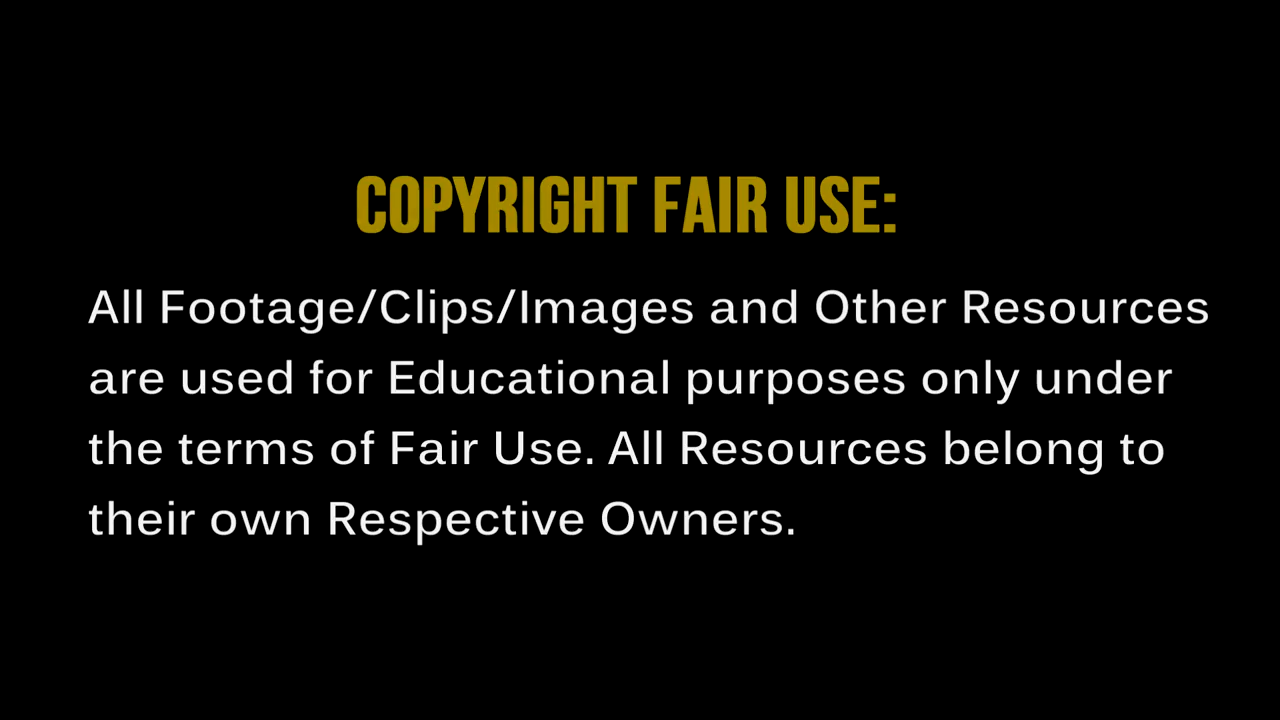 COPYRIGHT FAIR USE:
All Footage/Clips/Images and Other Resources
are used for Educational purposes only under
the terms of Fair Use. All Resources belong to
their own Respective Owners.